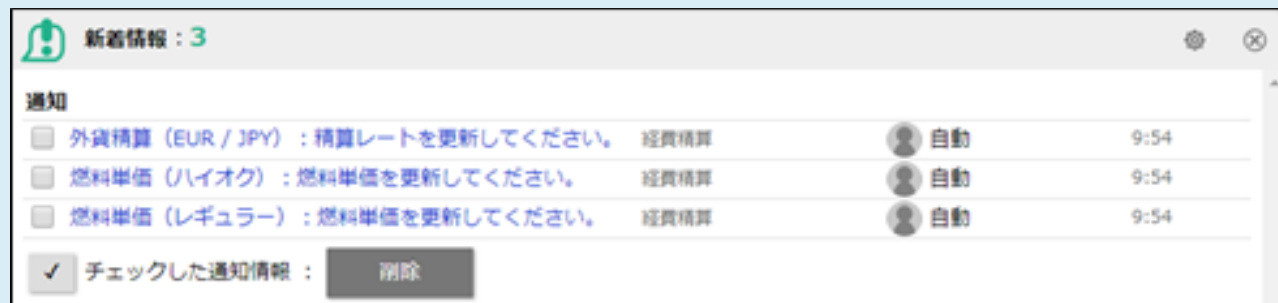 新着情報：3
通知
外貨精算（EUR / JPY）：精算レートを更新してください。 経費精算 自動 9:54
燃料単価（ハイオク）：燃料単価を更新してください。 経費精算 自動 9:54
燃料単価（レギュラー）：燃料単価を更新してください。 経費精算 自動 9:54
チェックした通知情報： 削除